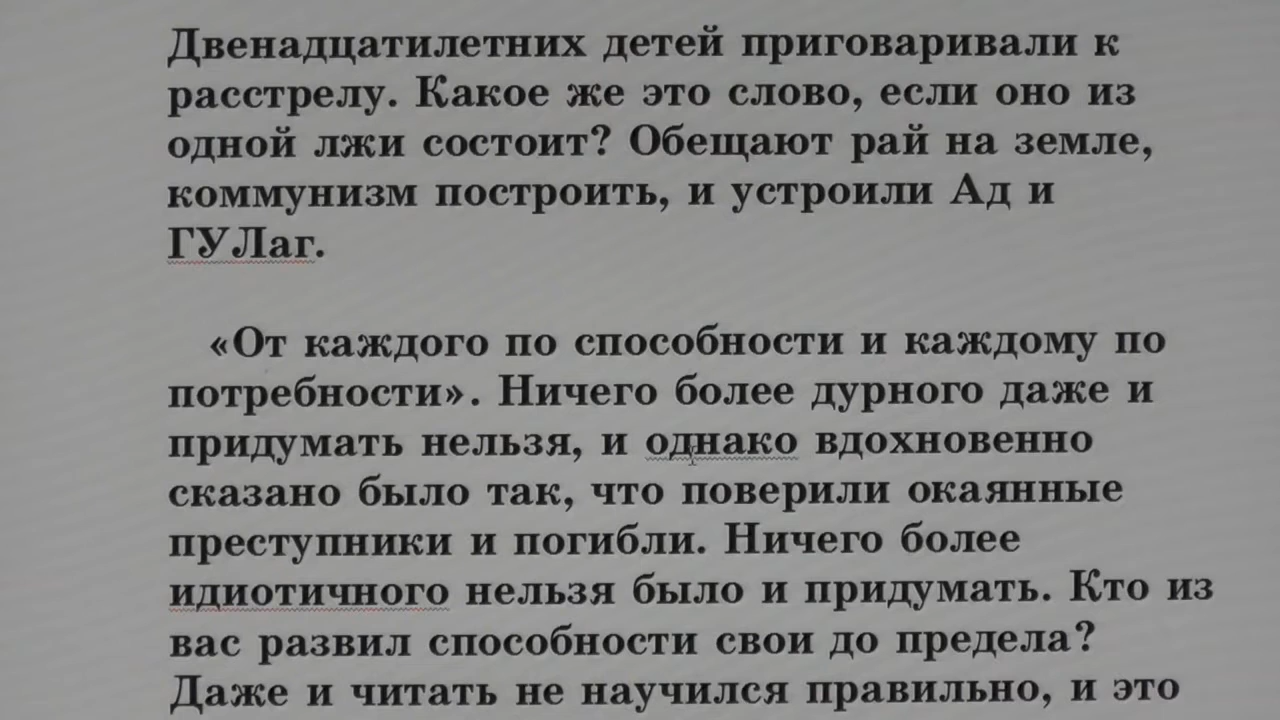 Двенадцатилетних детей приговаривали к
расстрелу. Какое же это слово, если оно из
одной лжи состоит? Обещают рай на земле,
коммунизм построить, и устроили Ад и
ГУЛаг.
«От каждого по способности и каждому по
потребности». Ничего более дурного даже и
придумать нельзя, и однако вдохновенно
сказано было так, что поверили окаянные
преступники и погибли. Ничего более
идиотичного нельзя было и придумать. Кто из
вас развил способности свои до предела?
Даже и читать не научился правильно, и это